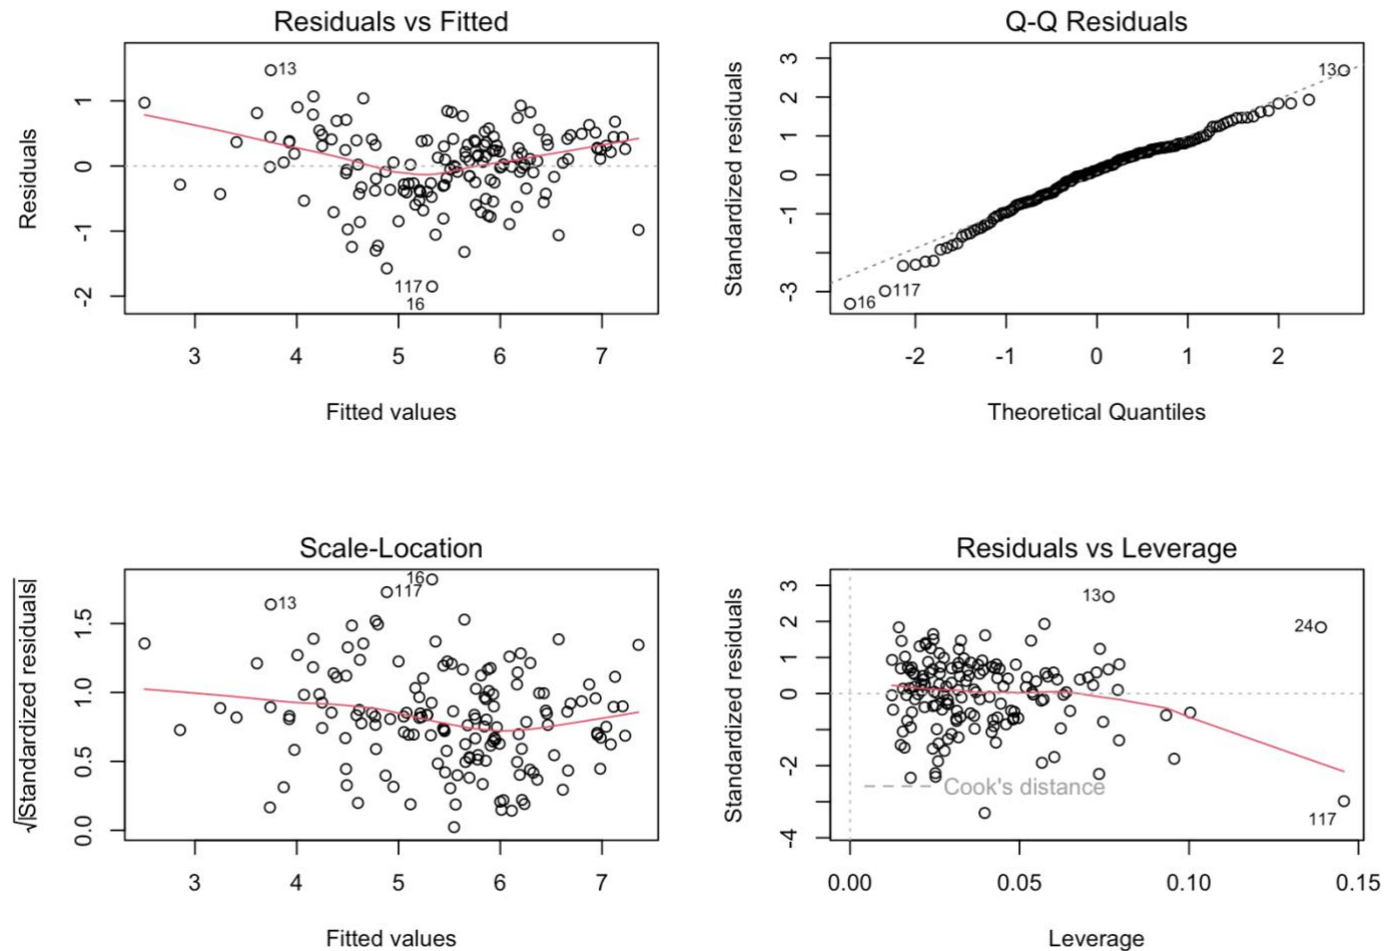 Residuals vs Fitted
Residuals
1
0
-1
-2
13
117
16
3 4 5 6 7
Fitted values
Q-Q Residuals
Standardized residuals
3
2
1
0
-1
-3
13
16
117
-2 -1 0 1 2
Theoretical Quantiles
Scale-Location
√|Standardized residuals|
1.5
1.0
0.5
0.0
16
117
13
3 4 5 6 7
Fitted values
Residuals vs Leverage
Standardized residuals
3
2
1
0
-2
-4
13
24
Cook's distance
117
0.00 0.05 0.10 0.15
Leverage